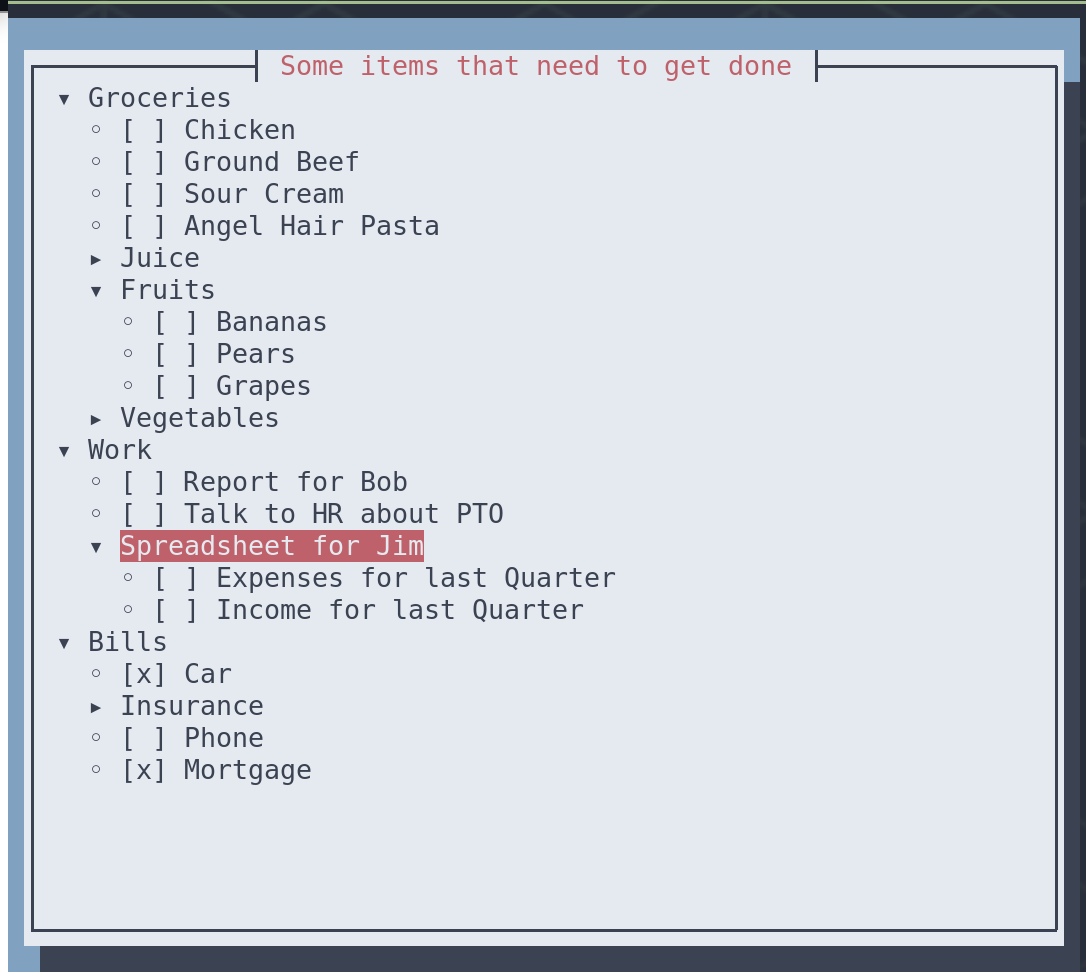 Some items that need to get done
▾ Groceries
◦ [ ] Chicken
◦ [ ] Ground Beef
◦ [ ] Sour Cream
◦ [ ] Angel Hair Pasta
▸ Juice
▾ Fruits
◦ [ ] Bananas
◦ [ ] Pears
◦ [ ] Grapes
▸ Vegetables
▾ Work
◦ [ ] Report for Bob
◦ [ ] Talk to HR about PTO
▾ Spreadsheet for Jim
◦ [ ] Expenses for last Quarter
◦ [ ] Income for last Quarter
▾ Bills
◦ [x] Car
▸ Insurance
◦ [ ] Phone
◦ [x] Mortgage